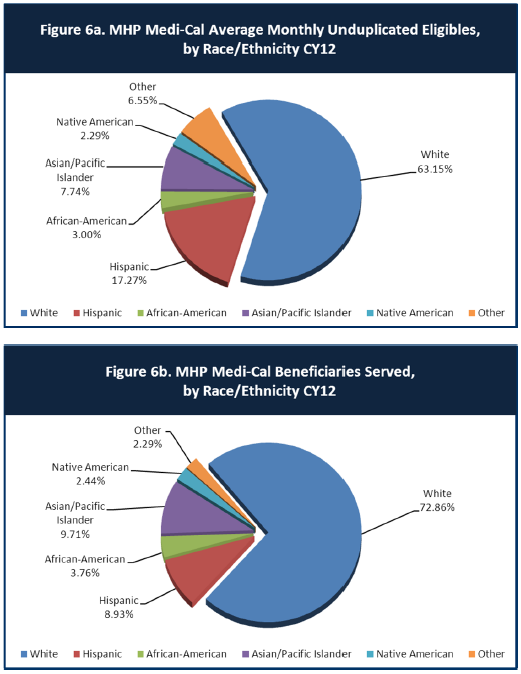 Figure 6a. MHP Medi-Cal Average Monthly Unduplicated Eligibles,
by Race/Ethnicity CY12
Other
6.55%
Native American
2.29%
Asian/Pacific
Islander
7.74%
African-American
3.00%
Hispanic
17.27%
White
63.15%
White Hispanic African-American Asian/Pacific Islander Native American Other
Figure 6b. MHP Medi-Cal Beneficiaries Served,
by Race/Ethnicity CY12
Other
2.29%
Native American
2.44%
Asian/Pacific
Islander
9.71%
African-American
3.76%
Hispanic
8.93%
White
72.86%
White Hispanic African-American Asian/Pacific Islander Native American Other